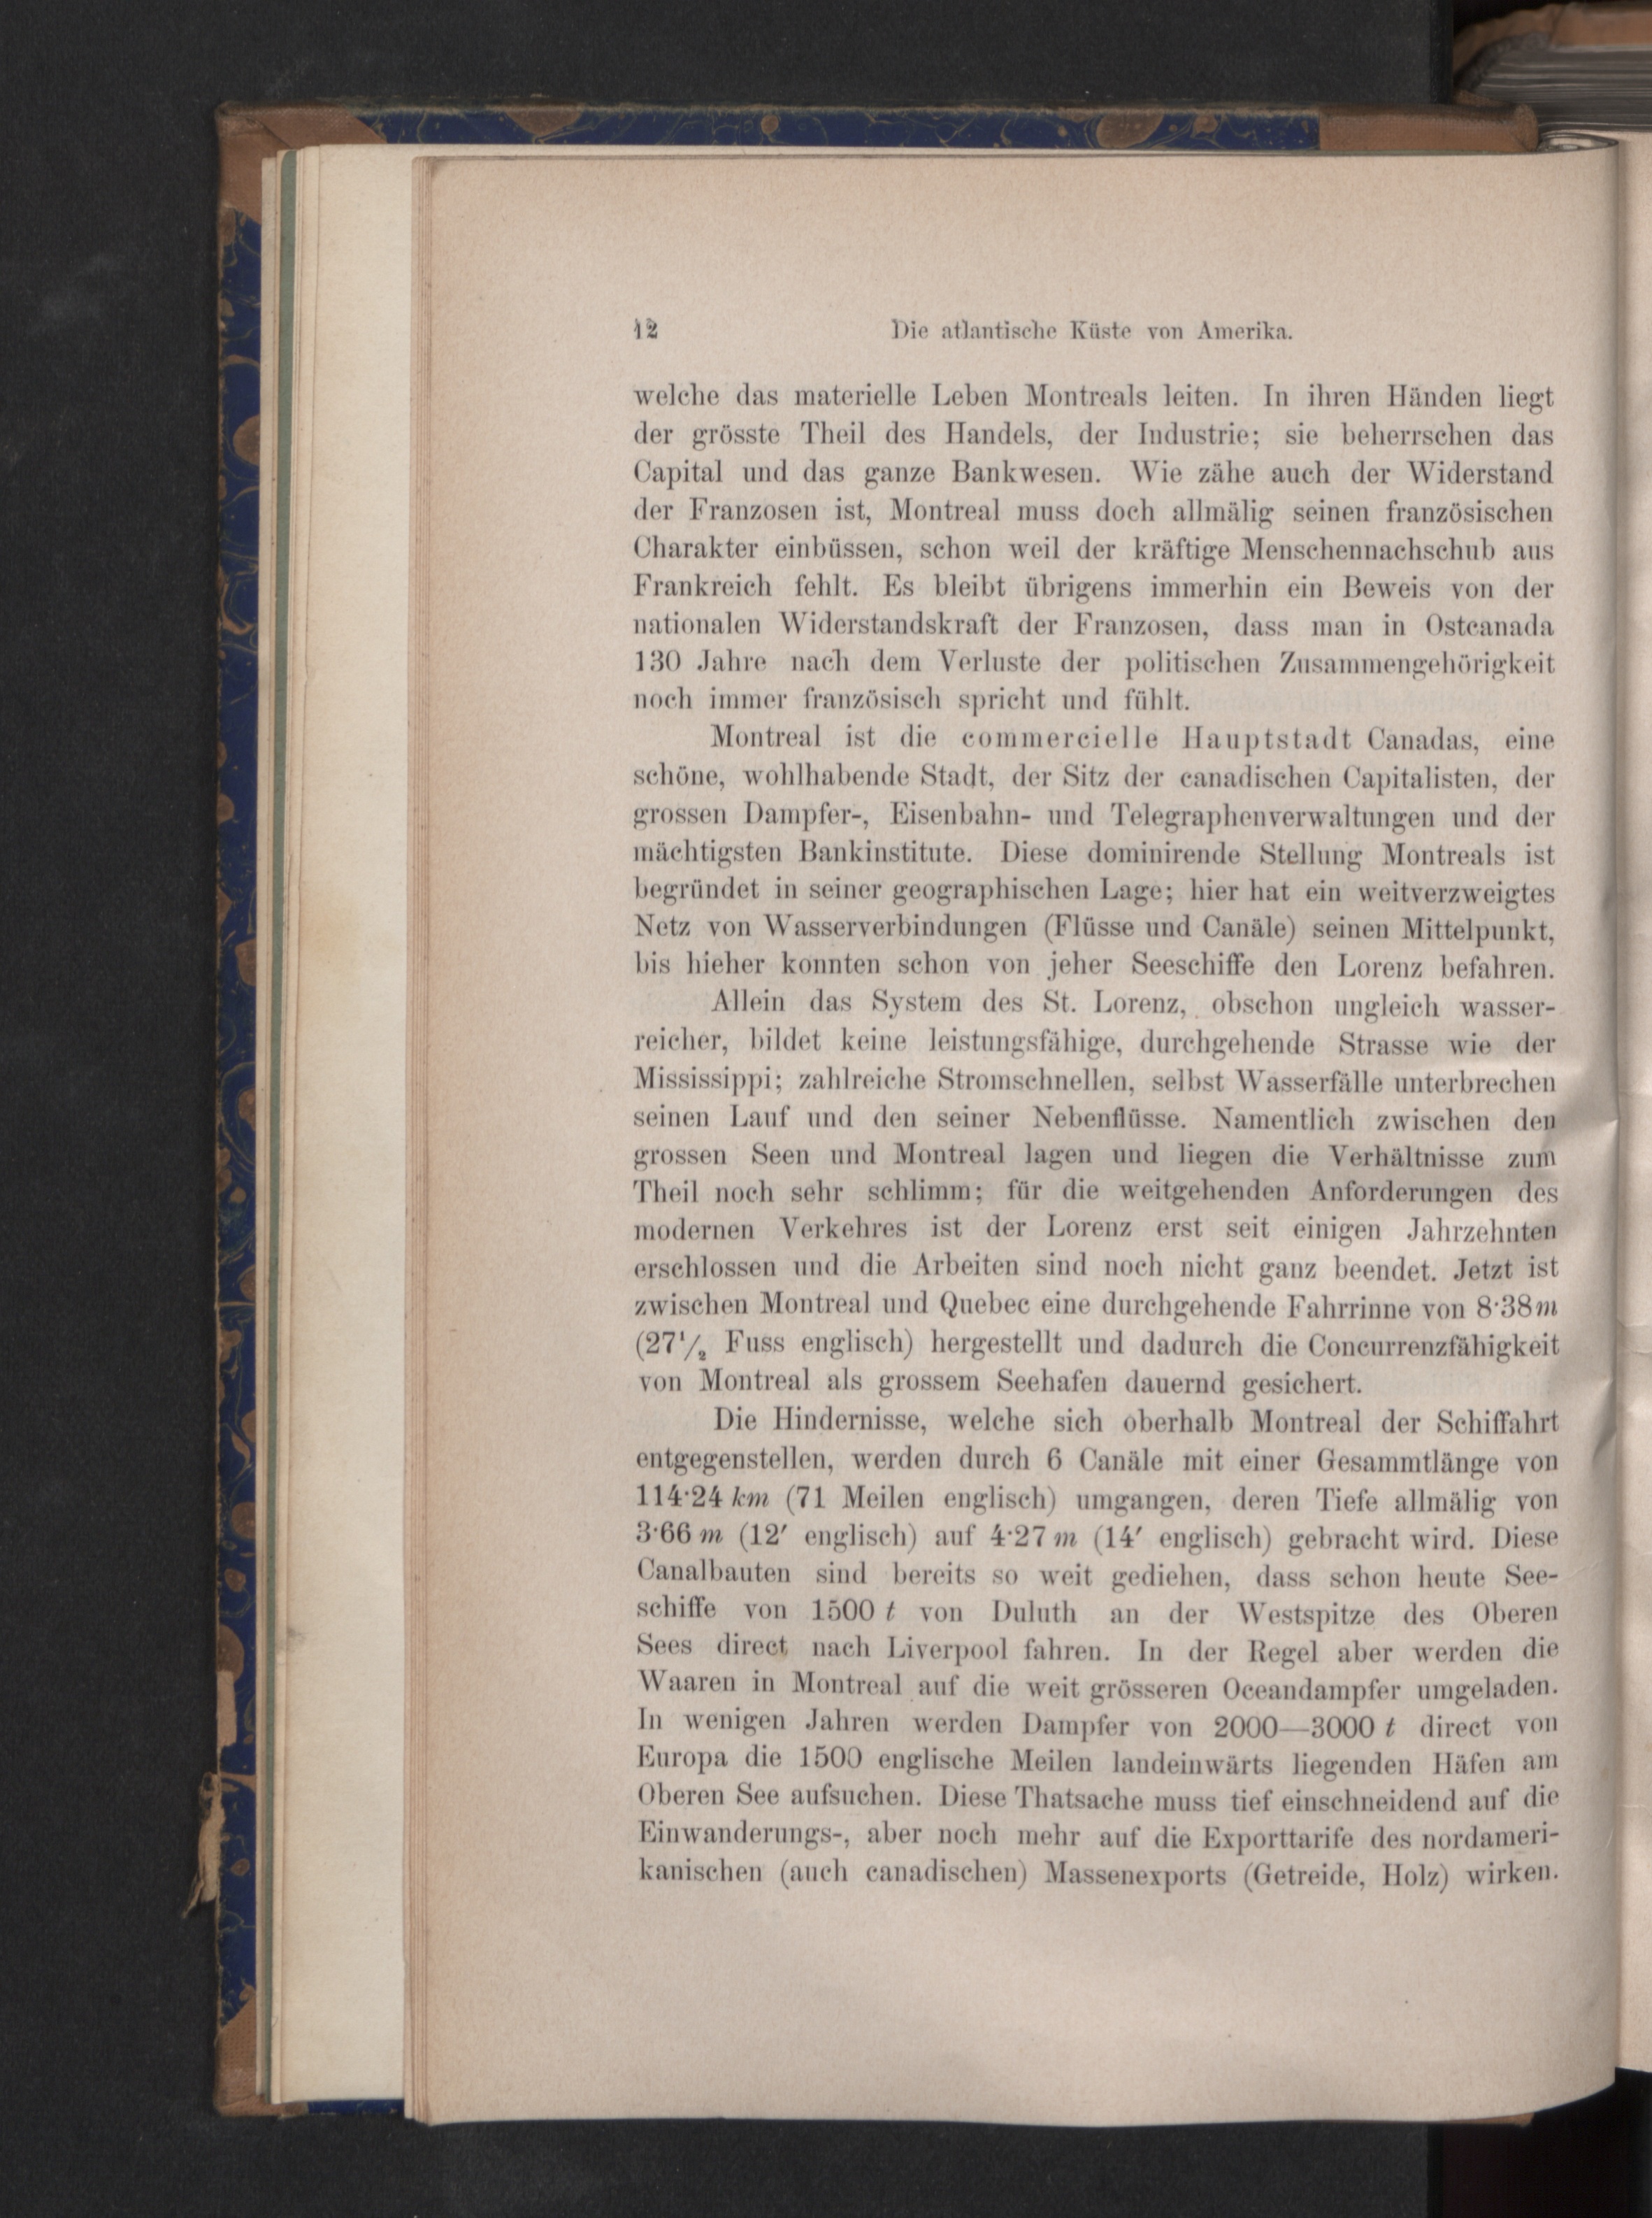 12 Die atlantische Küste von Amerika.
welche das materielle Leben Montreals leiten. In ihren Händen liegt
der grösste Theil des Handels, der Industrie; sie beherrschen das
Capital und das ganze Bankwesen. Wie zähe auch der Widerstand
der Franzosen ist, Montreal muss doch allmälig seinen französischen
Charakter einbüssen, schon weil der kräftige Menschennachschub aus
Frankreich fehlt. Es bleibt übrigens immerhin ein Beweis von der
nationalen Widerstandskraft der Franzosen, dass man in Ostcanada
130 Jahre nach dem Verluste der politischen Zusammengehörigkeit
noch immer französisch spricht und fühlt.
Montreal ist die commercielle Hauptstadt Canadas, eine
schöne, wohlhabende Stadt, der Sitz der canadischen Capitalisten, der
grossen Dampfer-, Eisenbahn- und Telegraphenverwaltungen und der
mächtigsten Bankinstitute. Diese dominirende Stellung Montreals ist
begründet in seiner geographischen Lage; hier hat ein weitverzweigtes
Netz von Wasserverbindungen (Flüsse und Canäle) seinen Mittelpunkt,
bis hieher konnten schon von jeher Seeschiffe den Lorenz befahren.
Allein das System des St. Lorenz, obschon ungleich wasser-
reicher, bildet keine leistungsfähige, durchgehende Strasse wie der
Mississippi; zahlreiche Stromschnellen, selbst Wasserfälle unterbrechen
seinen Lauf und den seiner Nebenflüsse. Namentlich zwischen den
grossen Seen und Montreal lagen und liegen die Verhältnisse zum
Theil noch sehr schlimm; für die weitgehenden Anforderungen des
modernen Verkehres ist der Lorenz erst seit einigen Jahrzehnten
erschlossen und die Arbeiten sind noch nicht ganz beendet. Jetzt ist
zwischen Montreal und Quebec eine durchgehende Fahrrinne von 8·38 m
(27¹/₂ Fuss englisch) hergestellt und dadurch die Concurrenzfähigkeit
von Montreal als grossem Seehafen dauernd gesichert.
Die Hindernisse, welche sich oberhalb Montreal der Schiffahrt
entgegenstellen, werden durch 6 Canäle mit einer Gesammtlänge von
114·24 km (71 Meilen englisch) umgangen, deren Tiefe allmälig von
3·66 m (12′ englisch) auf 4·27 m (14′ englisch) gebracht wird. Diese
Canalbauten sind bereits so weit gediehen, dass schon heute See-
schiffe von 1500 t von Duluth an der Westspitze des Oberen
Sees direct nach Liverpool fahren. In der Regel aber werden die
Waaren in Montreal auf die weit grösseren Oceandampfer umgeladen.
In wenigen Jahren werden Dampfer von 2000—3000 t direct von
Europa die 1500 englische Meilen landeinwärts liegenden Häfen am
Oberen See aufsuchen. Diese Thatsache muss tief einschneidend auf die
Einwanderungs-, aber noch mehr auf die Exporttarife des nordameri-
kanischen (auch canadischen) Massenexports (Getreide, Holz) wirken.